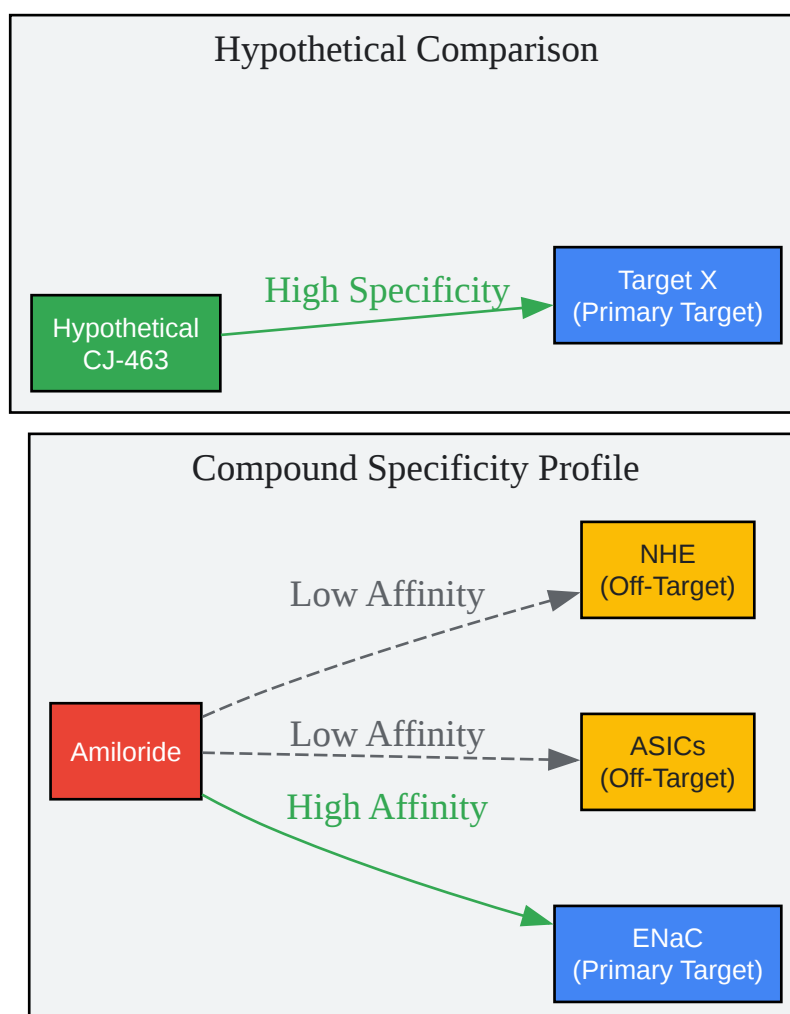 Hypothetical Comparison
High Specificity
Target X
(Primary Target)
Hypothetical
CJ-463
Compound Specificity Profile
NHE
(Off-Target)
Low Affinity
Amiloride
Low Affinity
ASICs
(Off-Target)
High Affinity
ENaC
(Primary Target)